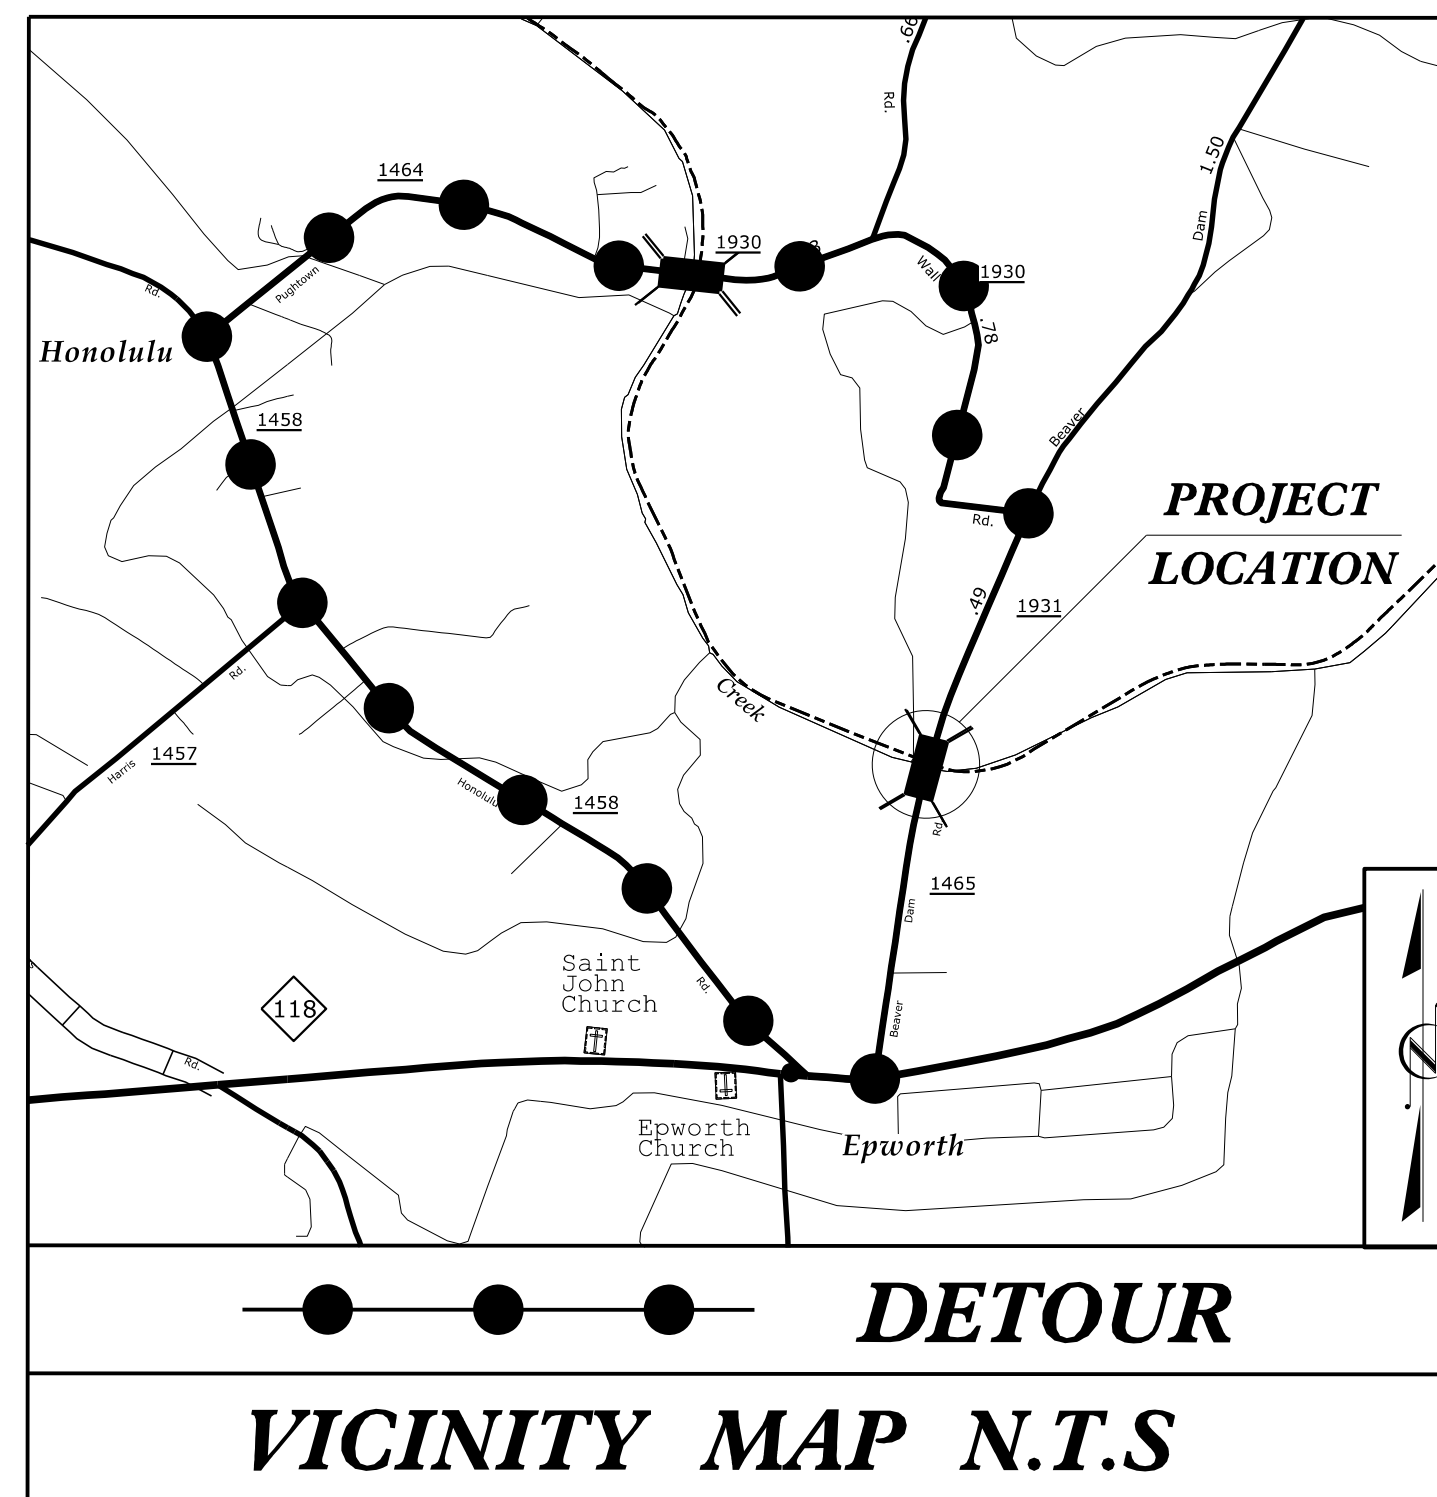 .66
Rd.
1.50
1464
Dam
1930
Wall
1930
Pughtown
Rd.
.78
Honolulu
1458
Beaver
PROJECT
Rd.
LOCATION
.49
1931
Rd.
Creek
1457
Harris
Honolulu
1458
Rd.
1465
Dam
Saint
John
Church
Rd.
118
Beaver
Rd.
Epworth
Church
Epworth
DETOUR
VICINITY MAP N.T.S